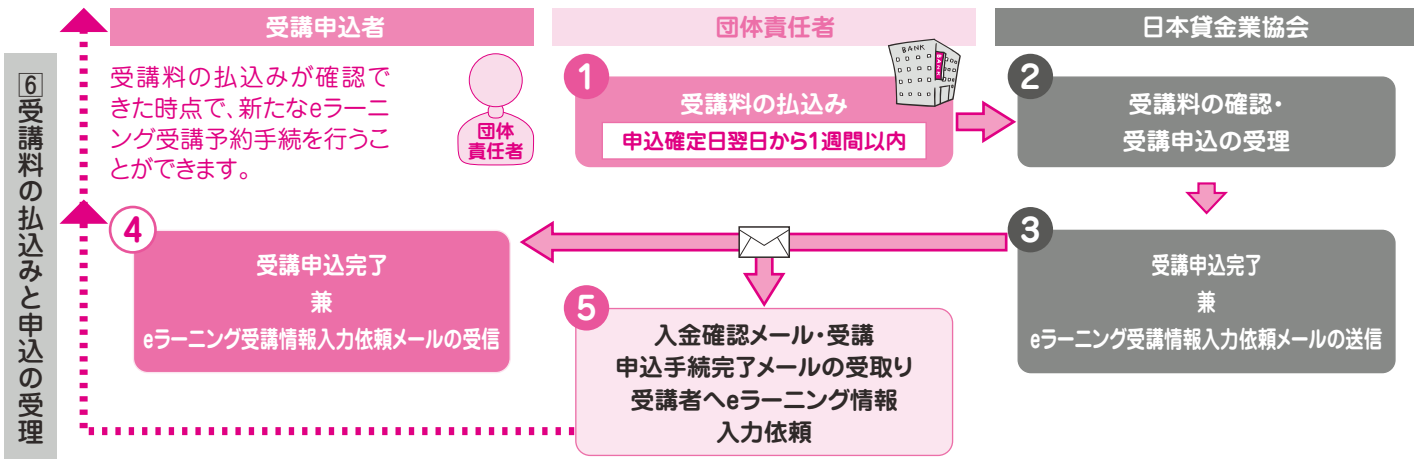 6受講料の払込みと申込の受理
受講申込者
団体責任者
日本貸金業協会
受講料の払込みが確認で
きた時点で、新たなeラーニ
ング受講予約手続を行うこ
とができます。
団体
責任者
1
BANK
受講料の払込み
申込確定日翌日から1週間以内
2
受講料の確認・
受講申込の受理
3
受講申込完了
兼
eラーニング受講情報入力依頼メールの送信
4
受講申込完了
兼
eラーニング受講情報入力依頼メールの受信
5
入金確認メール・受講
申込手続完了メールの受取り
受講者へeラーニング情報
入力依頼